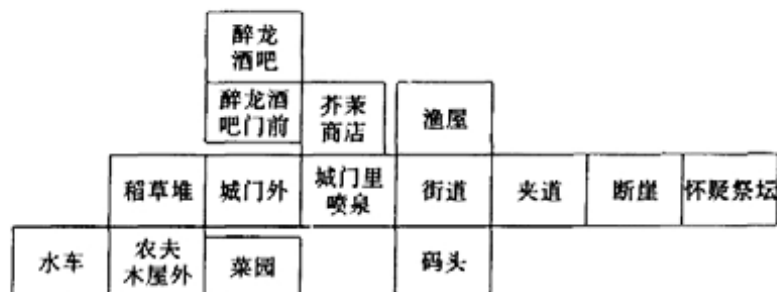 醉龙
酒吧
醉龙酒
吧门前
芥茉
商店
渔屋
稻草堆
城门外
城门里
喷泉
街道
夹道
断崖
怀疑祭坛
水车
农夫
木屋外
菜园
码头